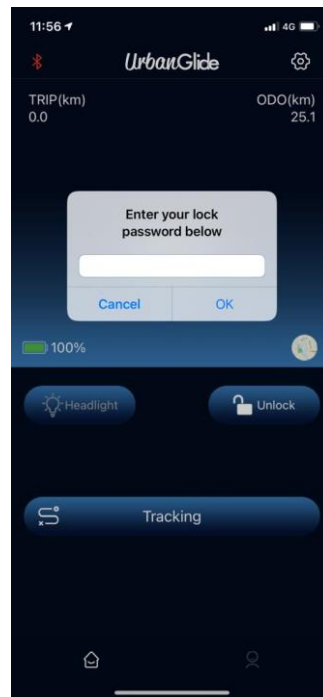 11:56
4G
UrbanGlide
TRIP(km)
ODO(km)
0.0
25.1
Enter your lock
password below
Cancel
OK
100%
Headlight
Unlock
Tracking